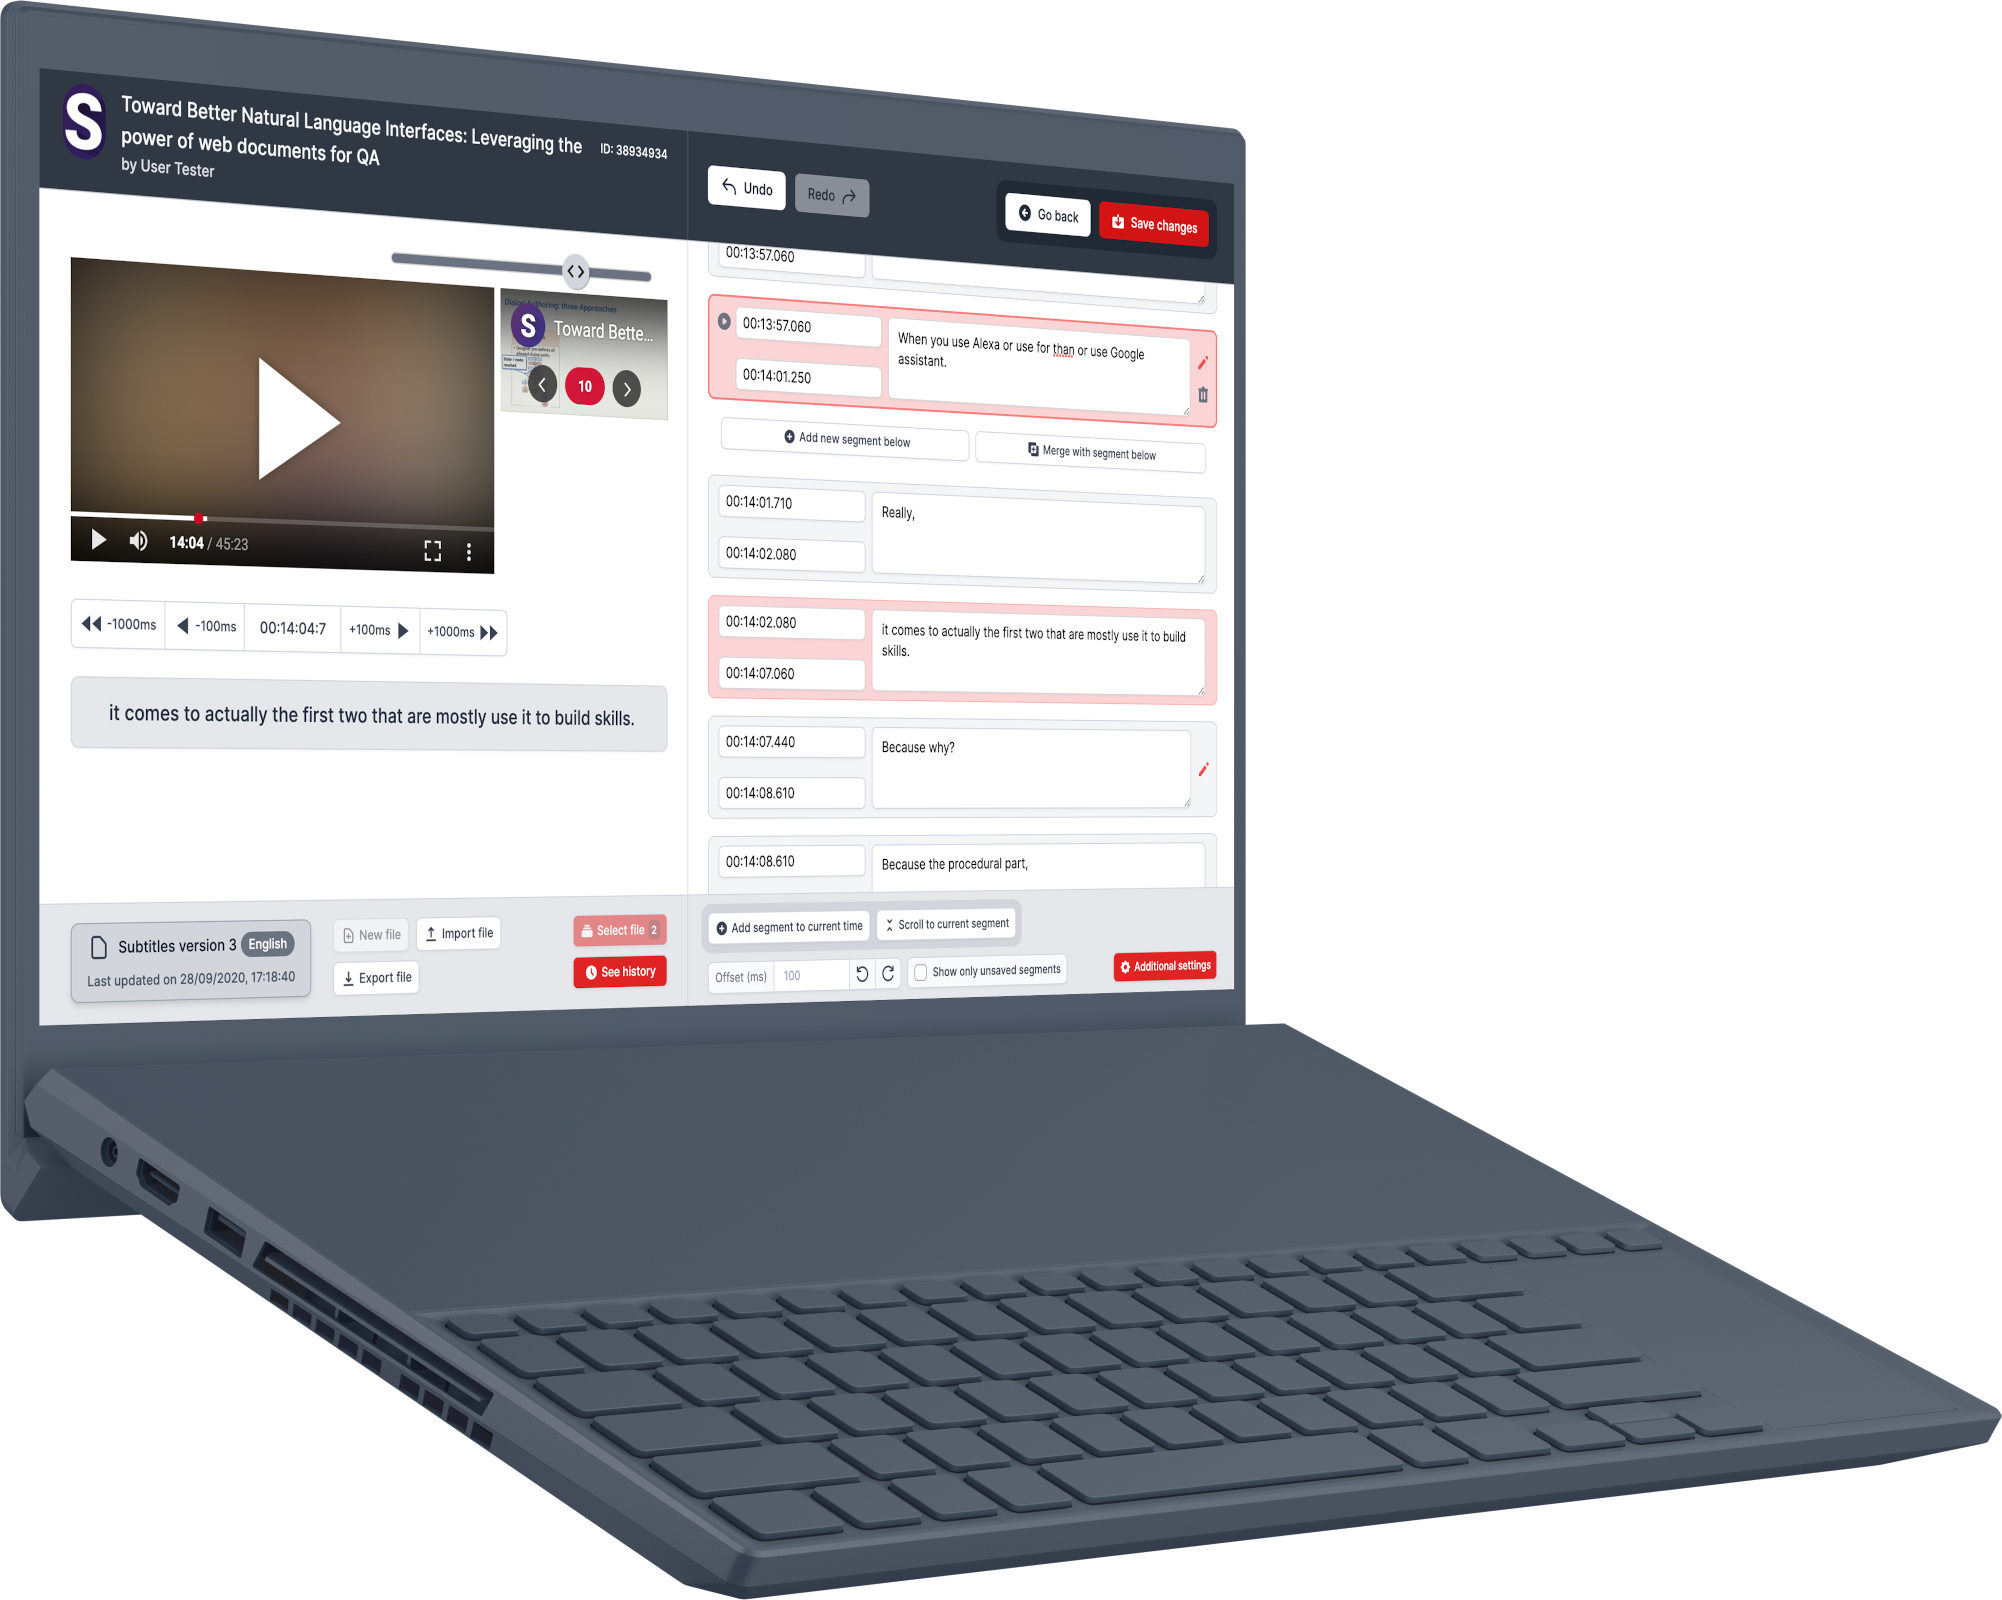 S
Toward Better Natural Language Interfaces: Leveraging the
power of web documents for QA
by User Tester
ID: 38934934
Undo
Redo
Go back
Save changes
Dialog Authoring: three Approaches
S
Toward Bette...
10
14:04 / 45:23
-1000ms
-100ms
00:14:04:7
+100ms
+1000ms
it comes to actually the first two that are mostly use it to build skills.
00:13:57.060
00:13:57.060
00:14:01.250
When you use Alexa or use for than or use Google
assistant.
Add new segment below
Merge with segment below
00:14:01.710
00:14:02.080
Really,
00:14:02.080
00:14:07.060
it comes to actually the first two that are mostly use it to build
skills.
00:14:07.440
00:14:08.610
Because why?
00:14:08.610
Because the procedural part,
Subtitles version 3 English
Last updated on 28/09/2020, 17:18:40
New file
Import file
Export file
Select file 2
See history
Add segment to current time
Scroll to current segment
Offset (ms) 100
Show only unsaved segments
Additional settings